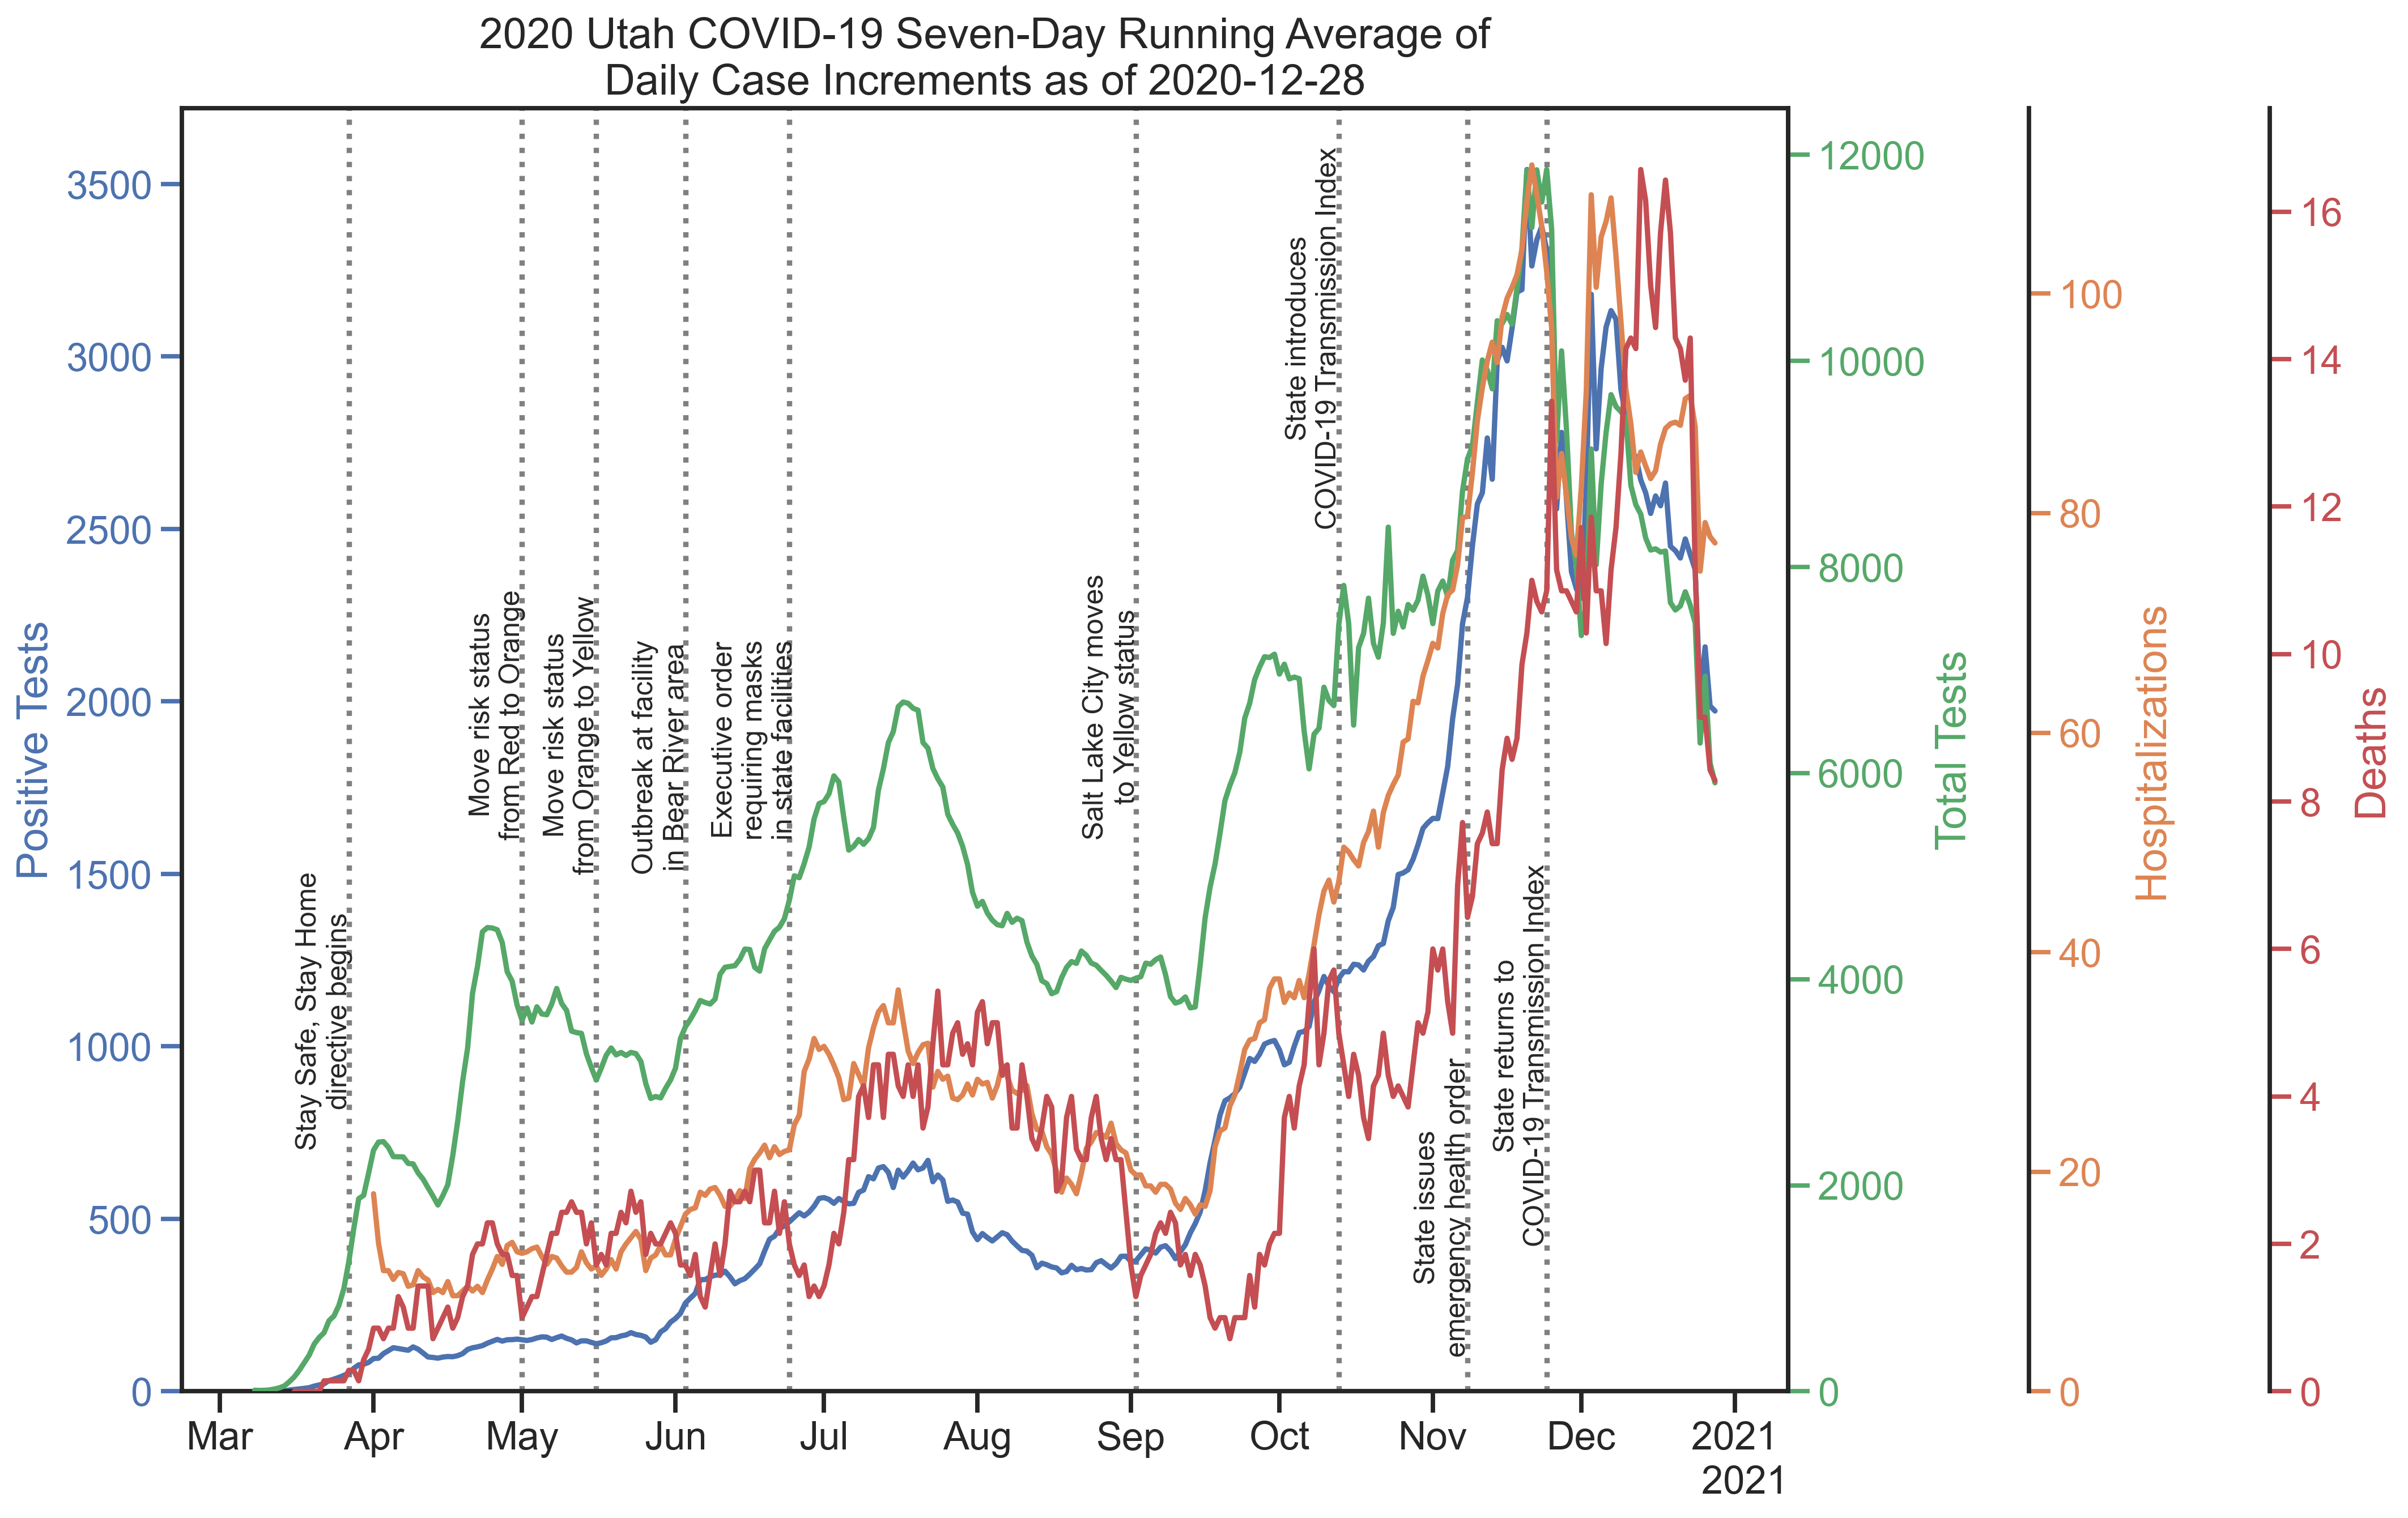 2020 Utah COVID-19 Seven-Day Running Average of
Daily Case Increments as of 2020-12-28
Positive Tests
3500
3000
2500
2000
1500
1000
500
0
Stay Safe, Stay Home
directive begins
Move risk status
from Red to Orange
Move risk status
from Orange to Yellow
Outbreak at facility
in Bear River area
Executive order
requiring masks
in state facilities
Salt Lake City moves
to Yellow status
State introduces
COVID-19 Transmission Index
State issues
emergency health order
State returns to
COVID-19 Transmission Index
Mar
Apr
May
Jun
Jul
Aug
Sep
Oct
Nov
Dec
2021
2021
12000
10000
8000
6000
4000
2000
0
Total Tests
100
80
60
40
20
0
Hospitalizations
16
14
12
10
8
6
4
2
0
Deaths